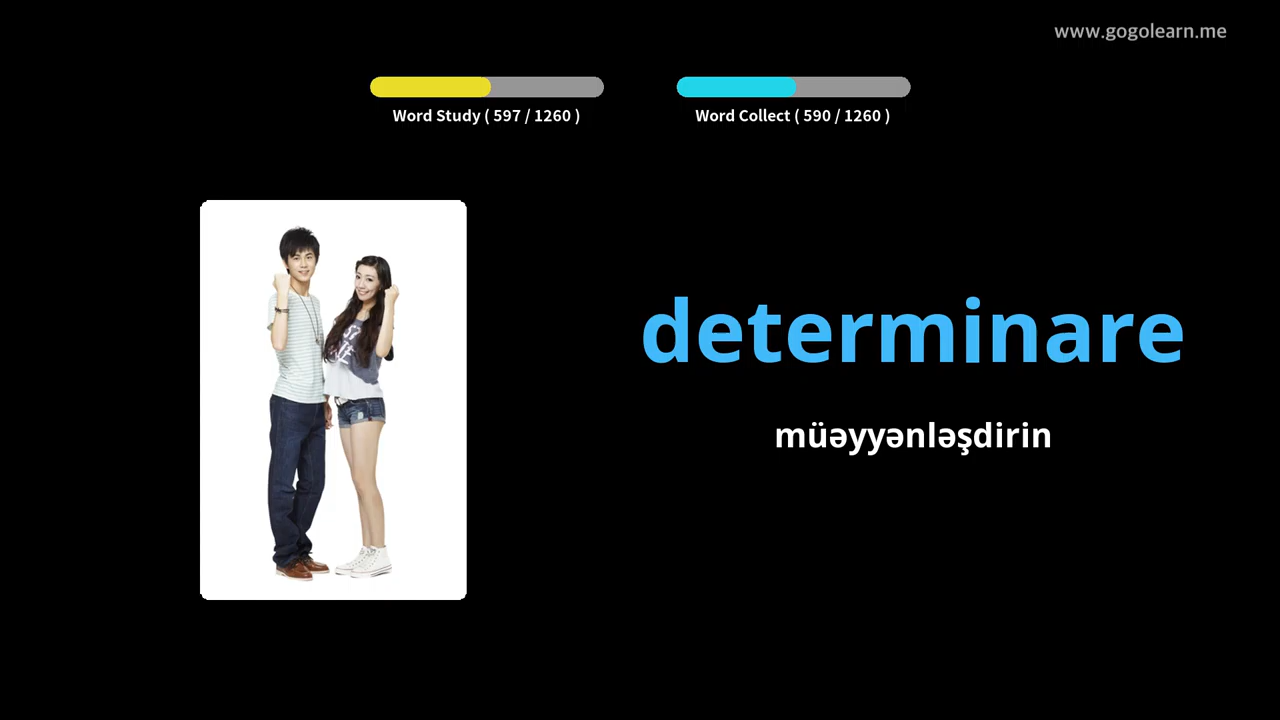 www.gogolearn.me
Word Study ( 597 / 1260 )
Word Collect ( 590 / 1260 )
determinare
müəyyənləşdirin